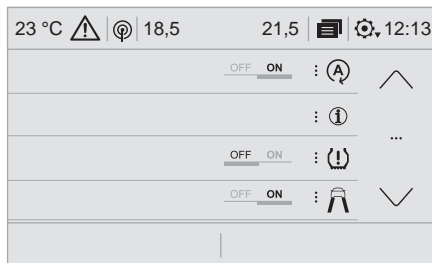 23 °C 18,5 21,5 12:13
OFF ON : A
: i
...
OFF ON : (!)
OFF ON :